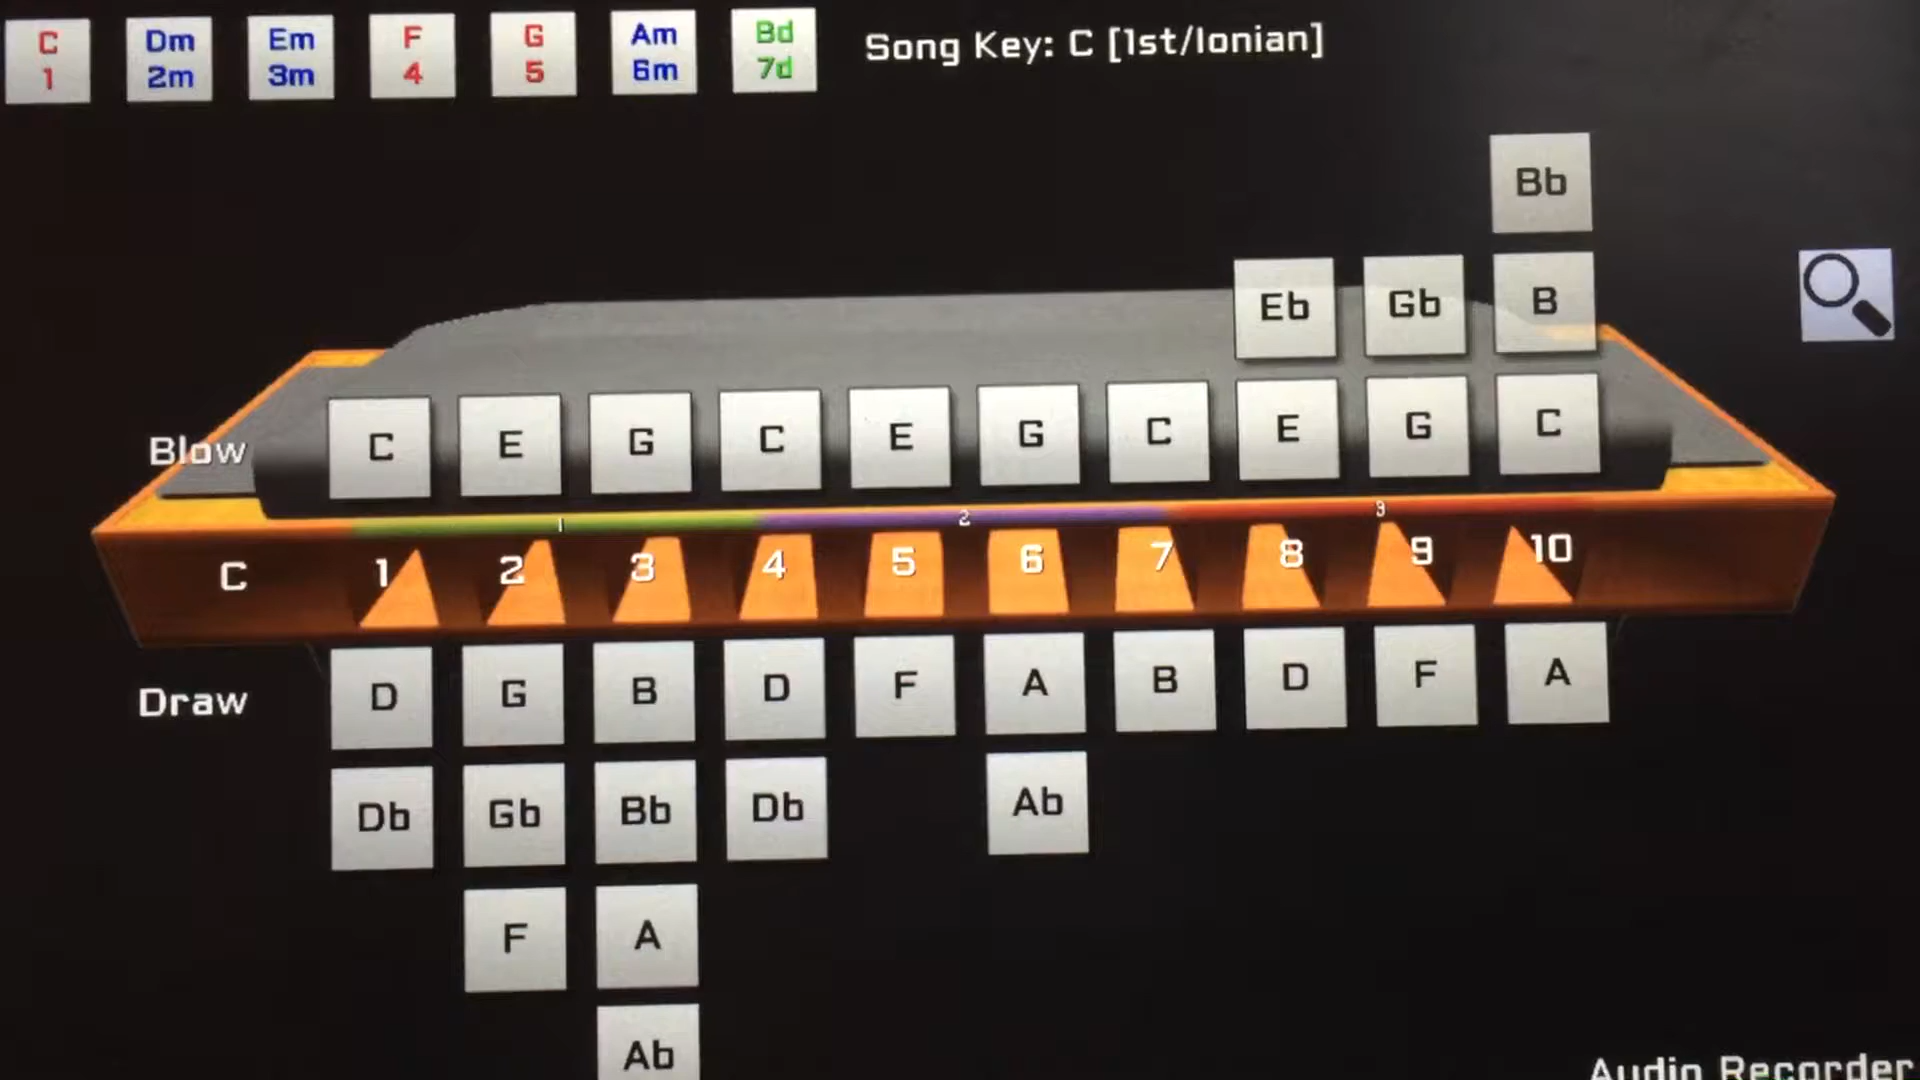 C Dm Em F G Am Bd
1 2m 3m 4 5 6m 7d
Song Key: C [1st/Ionian]
Bb
Eb Gb B
Blow C E G C E G C E G C
1 2 3
C 1 2 3 4 5 6 7 8 9 10
Draw D G B D F A B D F A
Db Gb Bb Db Ab
F A
Ab
Audio Recorder